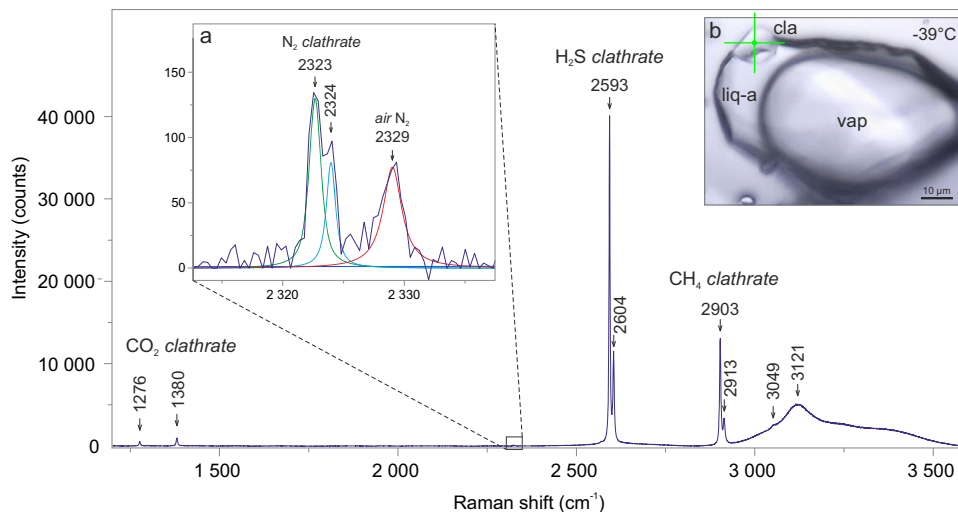 a
N₂ clathrate
2323
2324
air N₂
2329
150
100
50
0
2 320
2 330
b
cla
-39°C
liq-a
vap
10 µm
H₂S clathrate
2593
2604
CH₄ clathrate
2903
2913
3049
3121
CO₂ clathrate
1276
1380
Intensity (counts)
40 000
30 000
20 000
10 000
0
1 500
2 000
2 500
3 000
3 500
Raman shift (cm⁻¹)